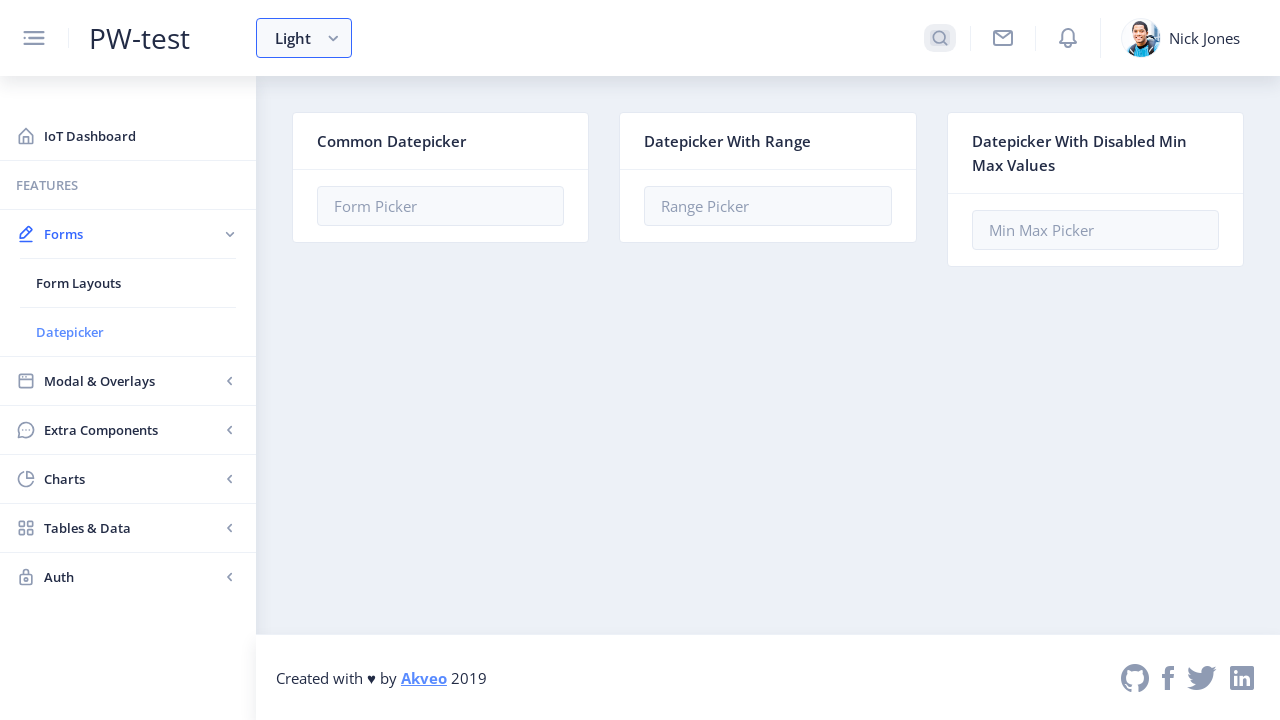 PW-test
Light
Nick Jones
IoT Dashboard
FEATURES
Forms
Form Layouts
Datepicker
Modal & Overlays
Extra Components
Charts
Tables & Data
Auth
Common Datepicker
Form Picker
Datepicker With Range
Range Picker
Datepicker With Disabled Min
Max Values
Min Max Picker
Created with ♥ by Akveo 2019